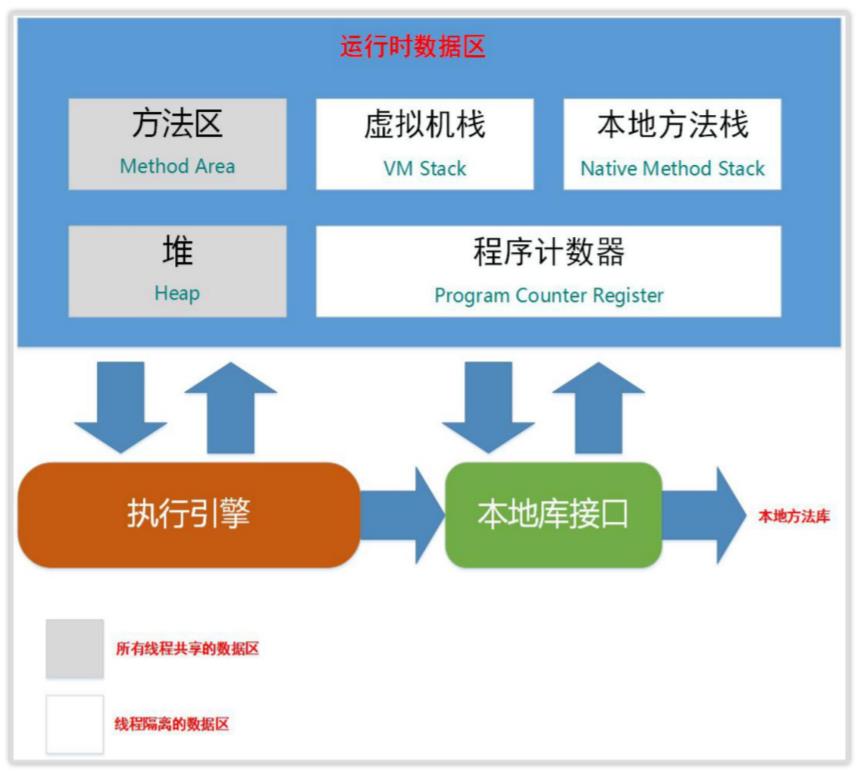 运行时数据区
方法区
Method Area
虚拟机栈
VM Stack
本地方法栈
Native Method Stack
堆
Heap
程序计数器
Program Counter Register
执行引擎
本地库接口
本地方法库
所有线程共享的数据区
线程隔离的数据区